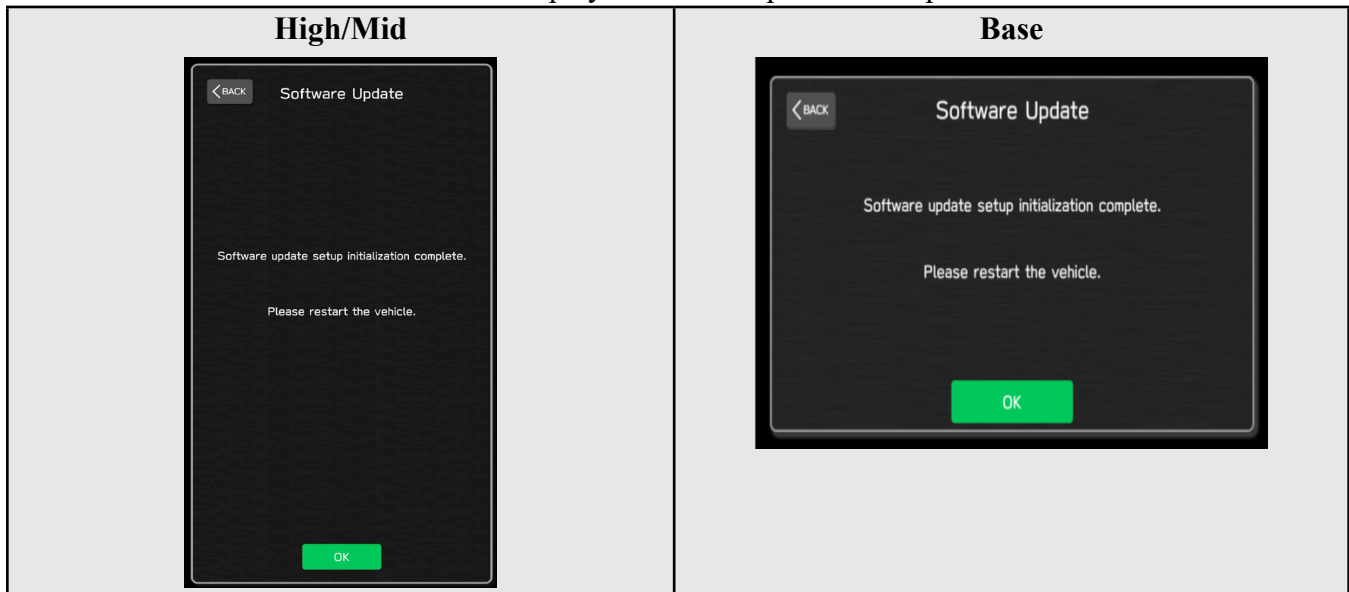 High/Mid
Base
BACK
Software Update
Software update setup initialization complete.
Please restart the vehicle.
OK
BACK
Software Update
Software update setup initialization complete.
Please restart the vehicle.
OK